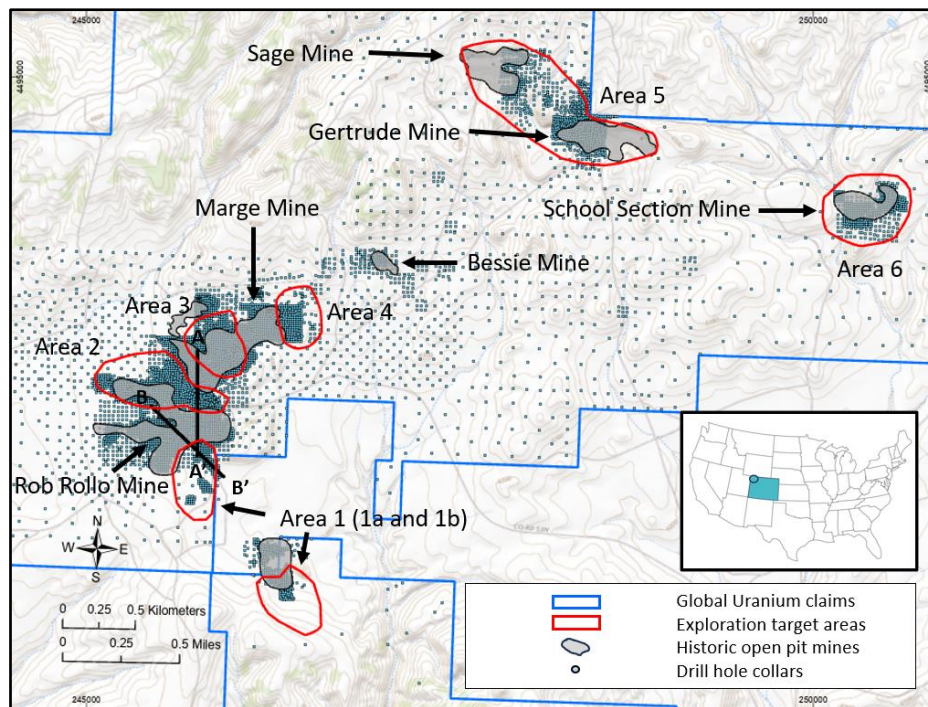 245000
250000
4495000
4495000
Sage Mine
Area 5
Gertrude Mine
Marge Mine
School Section Mine
Bessie Mine
Area 6
Area 3
Area 4
A
Area 2
B
A'
B'
Rob Rollo Mine
Area 1 (1a and 1b)
N
W E
S
0 0.25 0.5 Kilometers
0 0.25 0.5 Miles
Global Uranium claims
Exploration target areas
Historic open pit mines
Drill hole collars
245000
250000